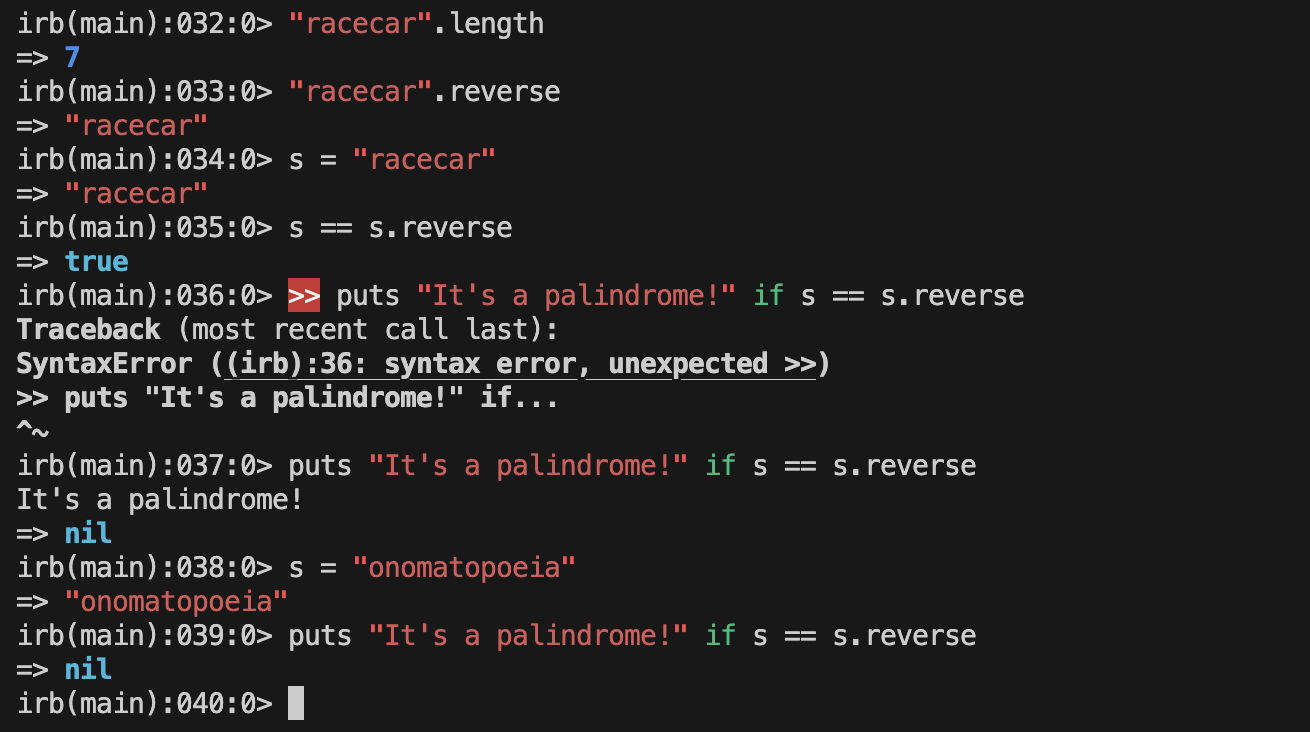 irb(main):032:0> "racecar".length
=> 7
irb(main):033:0> "racecar".reverse
=> "racecar"
irb(main):034:0> s = "racecar"
=> "racecar"
irb(main):035:0> s == s.reverse
=> true
irb(main):036:0> >> puts "It's a palindrome!" if s == s.reverse
Traceback (most recent call last):
SyntaxError ((irb):36: syntax error, unexpected >>)
>> puts "It's a palindrome!" if...
^~
irb(main):037:0> puts "It's a palindrome!" if s == s.reverse
It's a palindrome!
=> nil
irb(main):038:0> s = "onomatopoeia"
=> "onomatopoeia"
irb(main):039:0> puts "It's a palindrome!" if s == s.reverse
=> nil
irb(main):040:0>